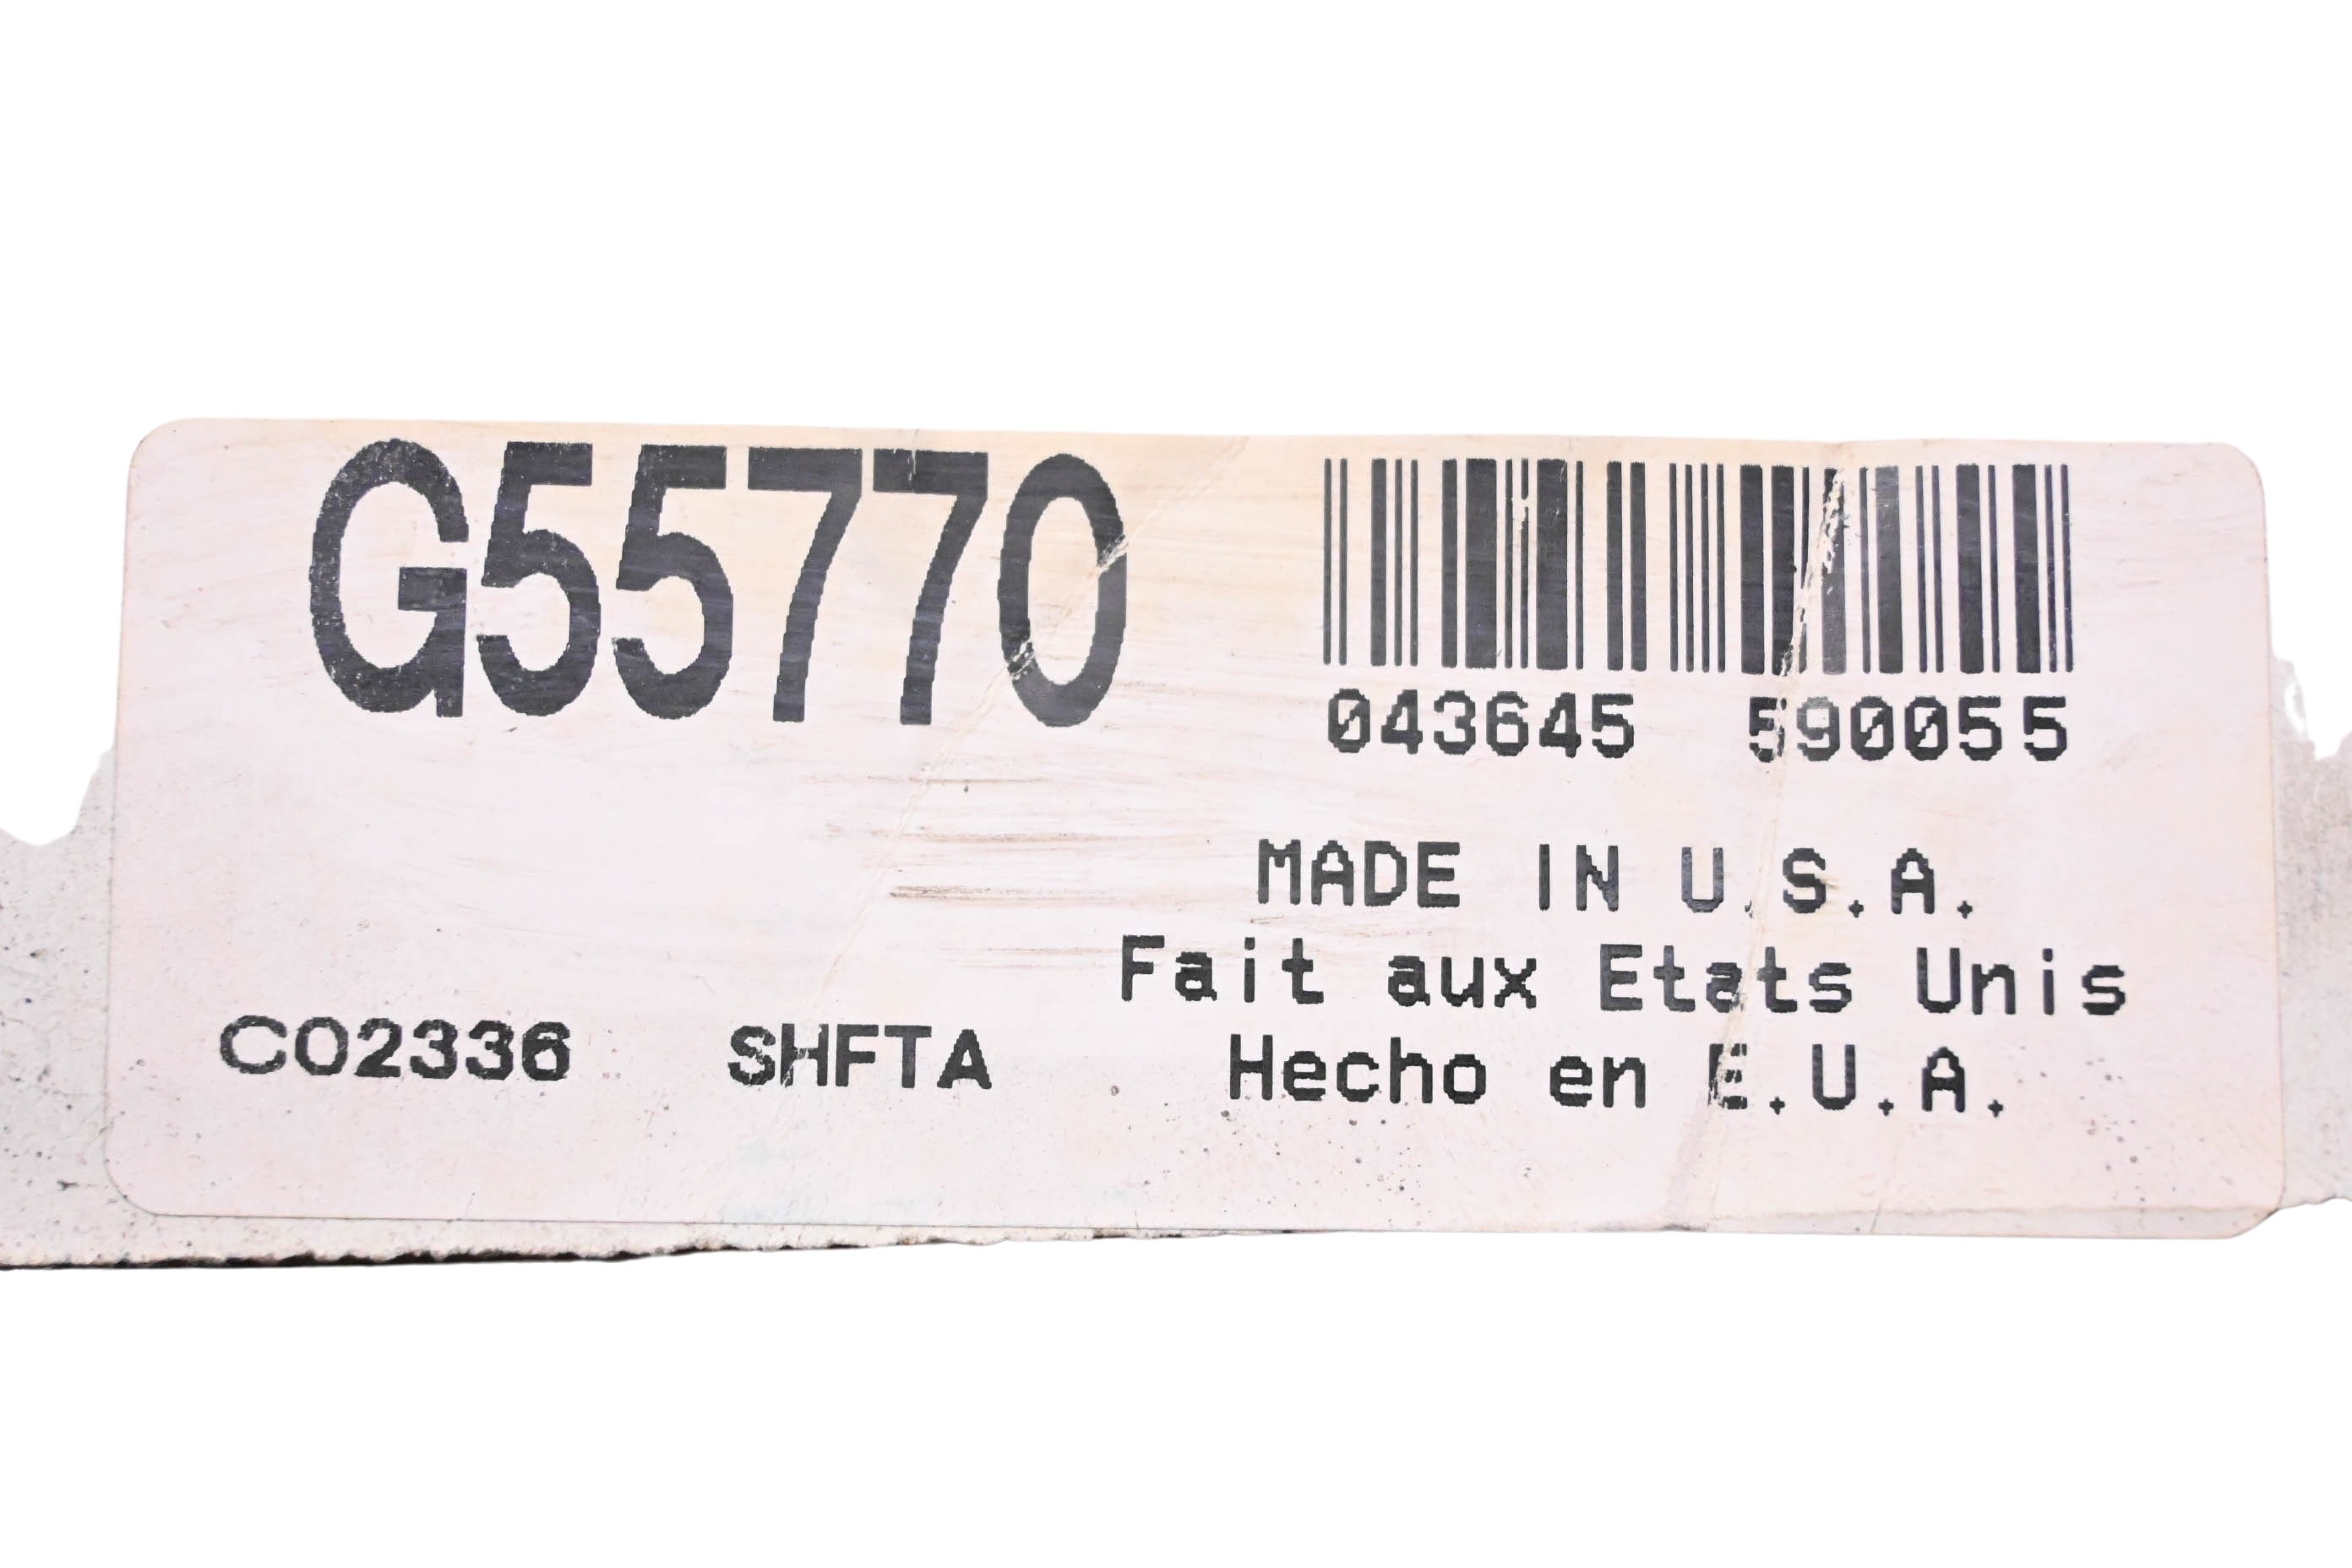 G55770
043645 590055
MADE IN U.S.A.
Fait aux Etats Unis
Hecho en E.U.A.
C02336 SHFTA